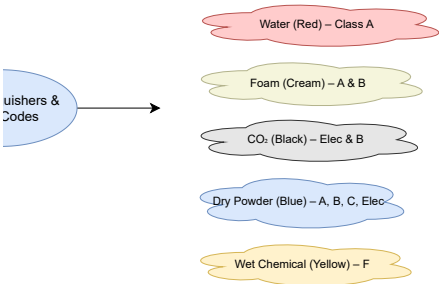 Water (Red) – Class A
Foam (Cream) – A & B
uishers &
Codes
CO₂ (Black) – Elec & B
Dry Powder (Blue) – A, B, C, Elec
Wet Chemical (Yellow) – F